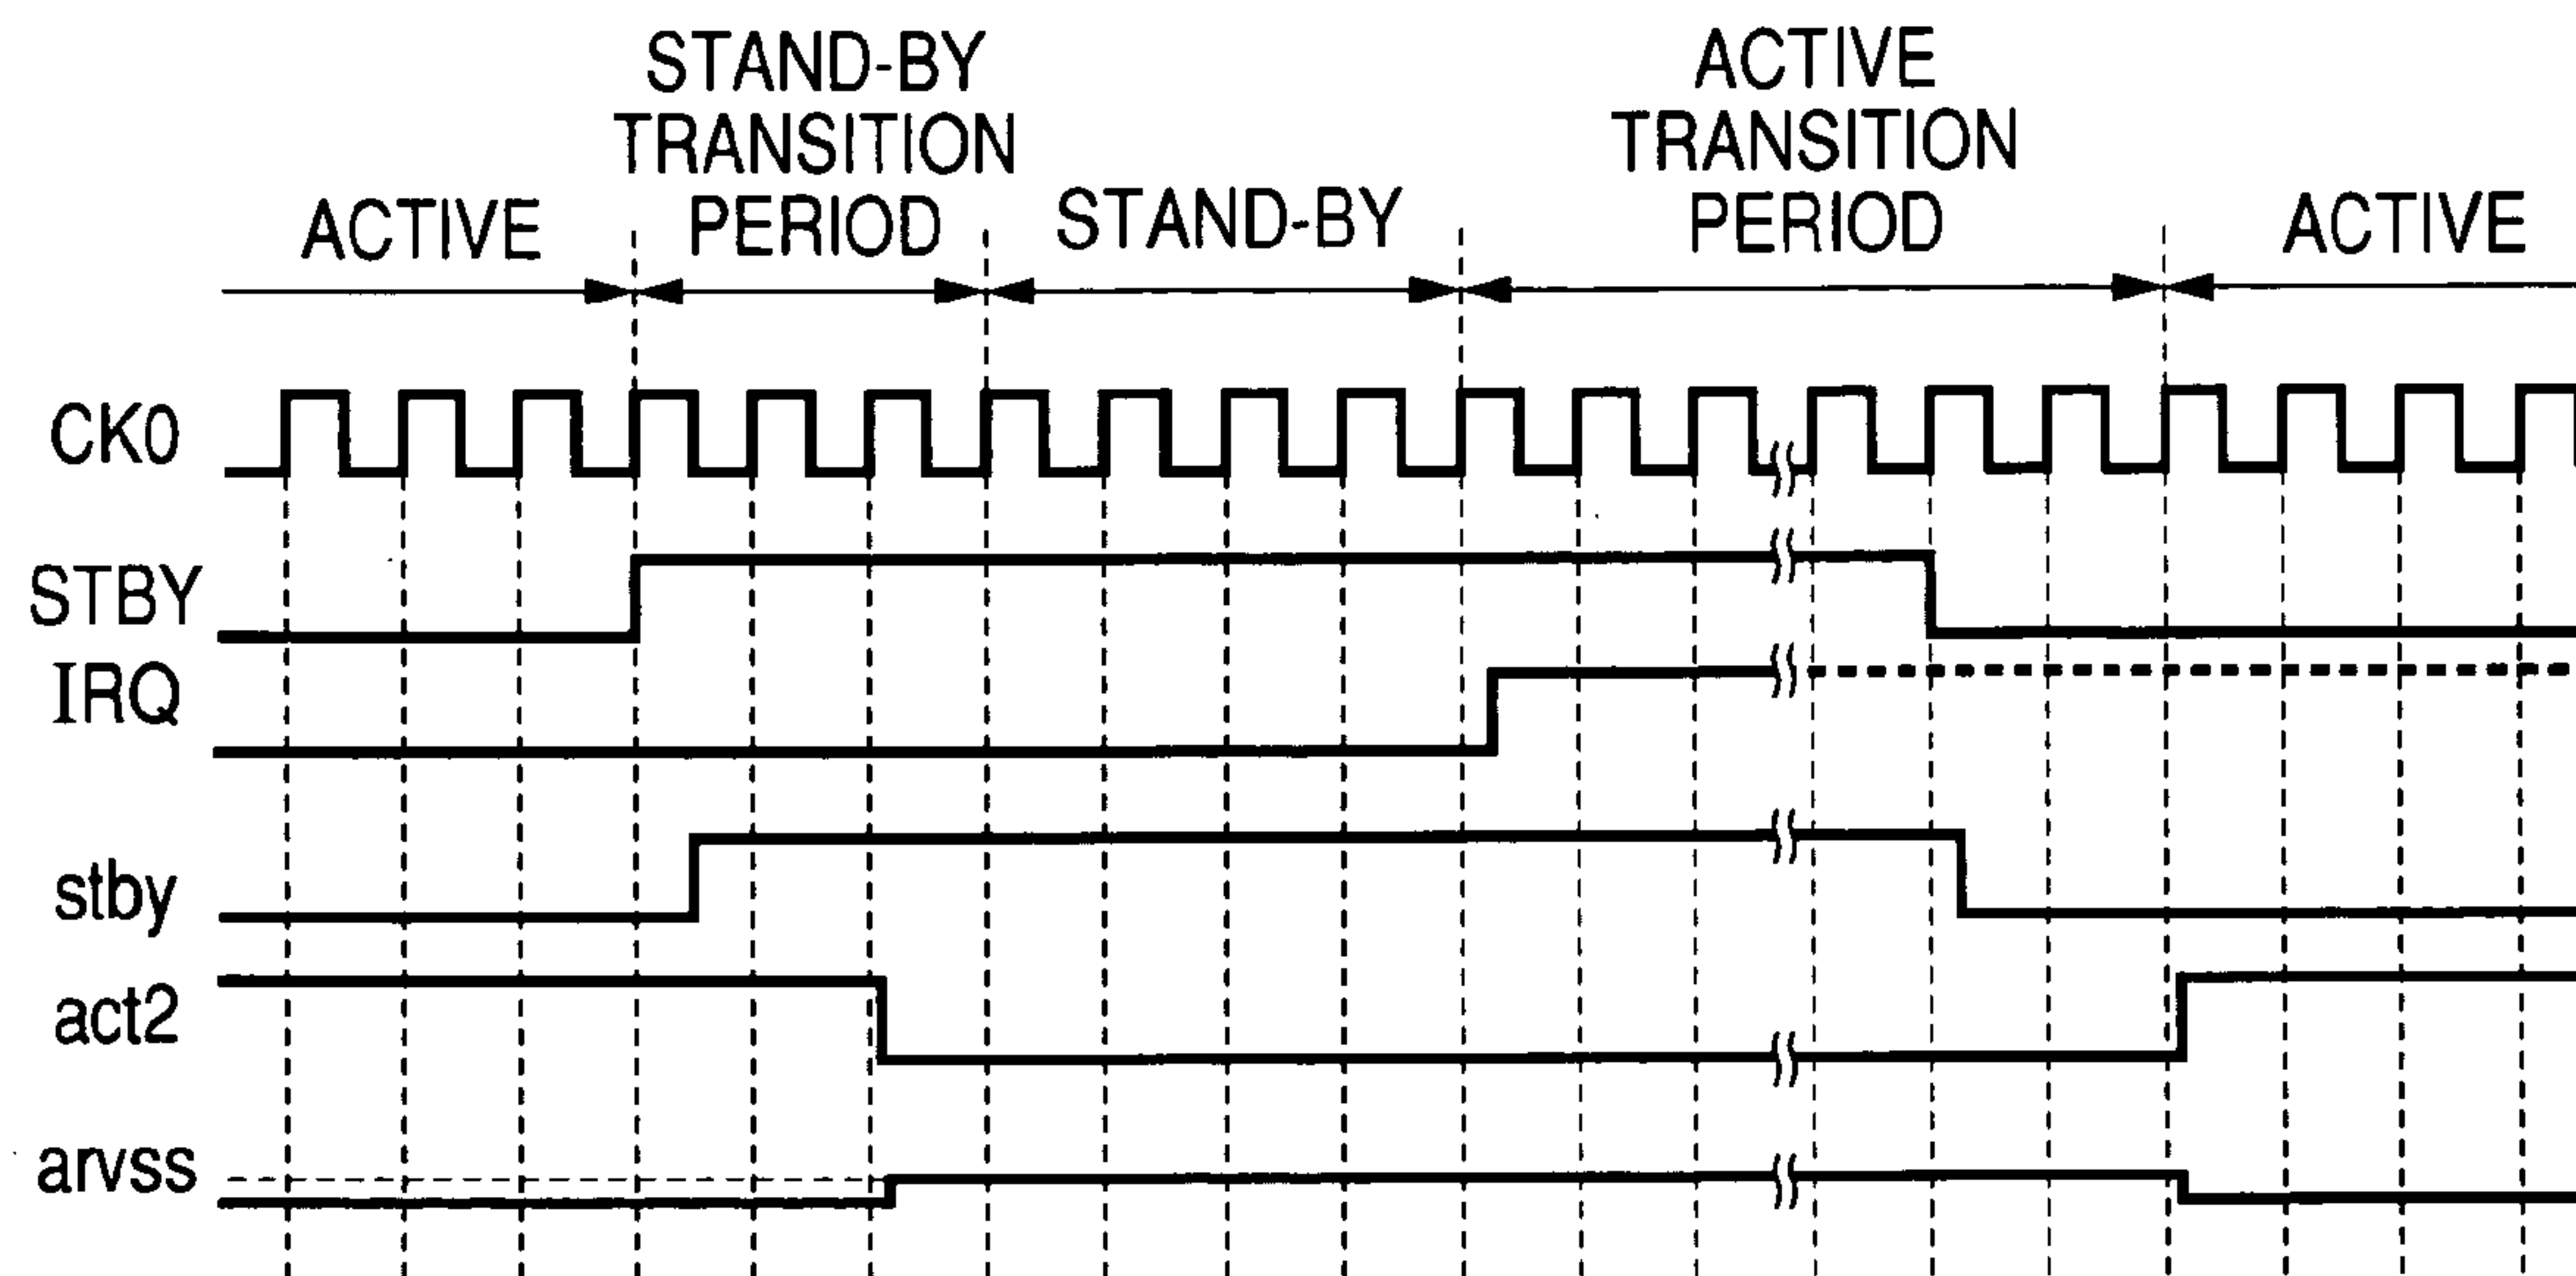 STAND-BY
TRANSITION
PERIOD
ACTIVE
TRANSITION
PERIOD
ACTIVE
STAND-BY
ACTIVE
CK0
STBY
IRQ
stby
act2
arvss